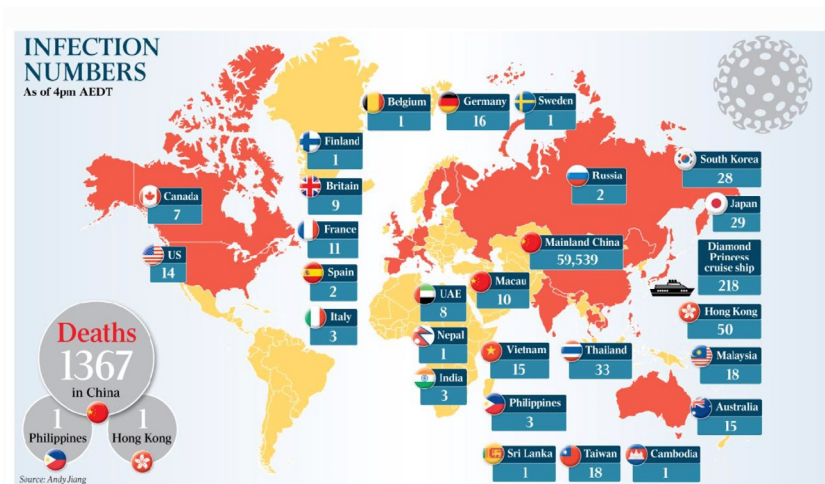 INFECTION
NUMBERS
As of 4pm AEDT
Belgium
1
Germany
16
Sweden
1
Finland
1
Britain
9
France
11
Spain
2
Italy
3
Canada
7
US
14
Russia
2
South Korea
28
Japan
29
Mainland China
59,539
Diamond
Princess
cruise ship
218
Macau
10
UAE
8
Hong Kong
50
Nepal
1
Vietnam
15
Thailand
33
Malaysia
18
India
3
Philippines
3
Australia
15
Sri Lanka
1
Taiwan
18
Cambodia
1
Deaths
1367
in China
1
Philippines
1
Hong Kong
Source: Andy Jiang